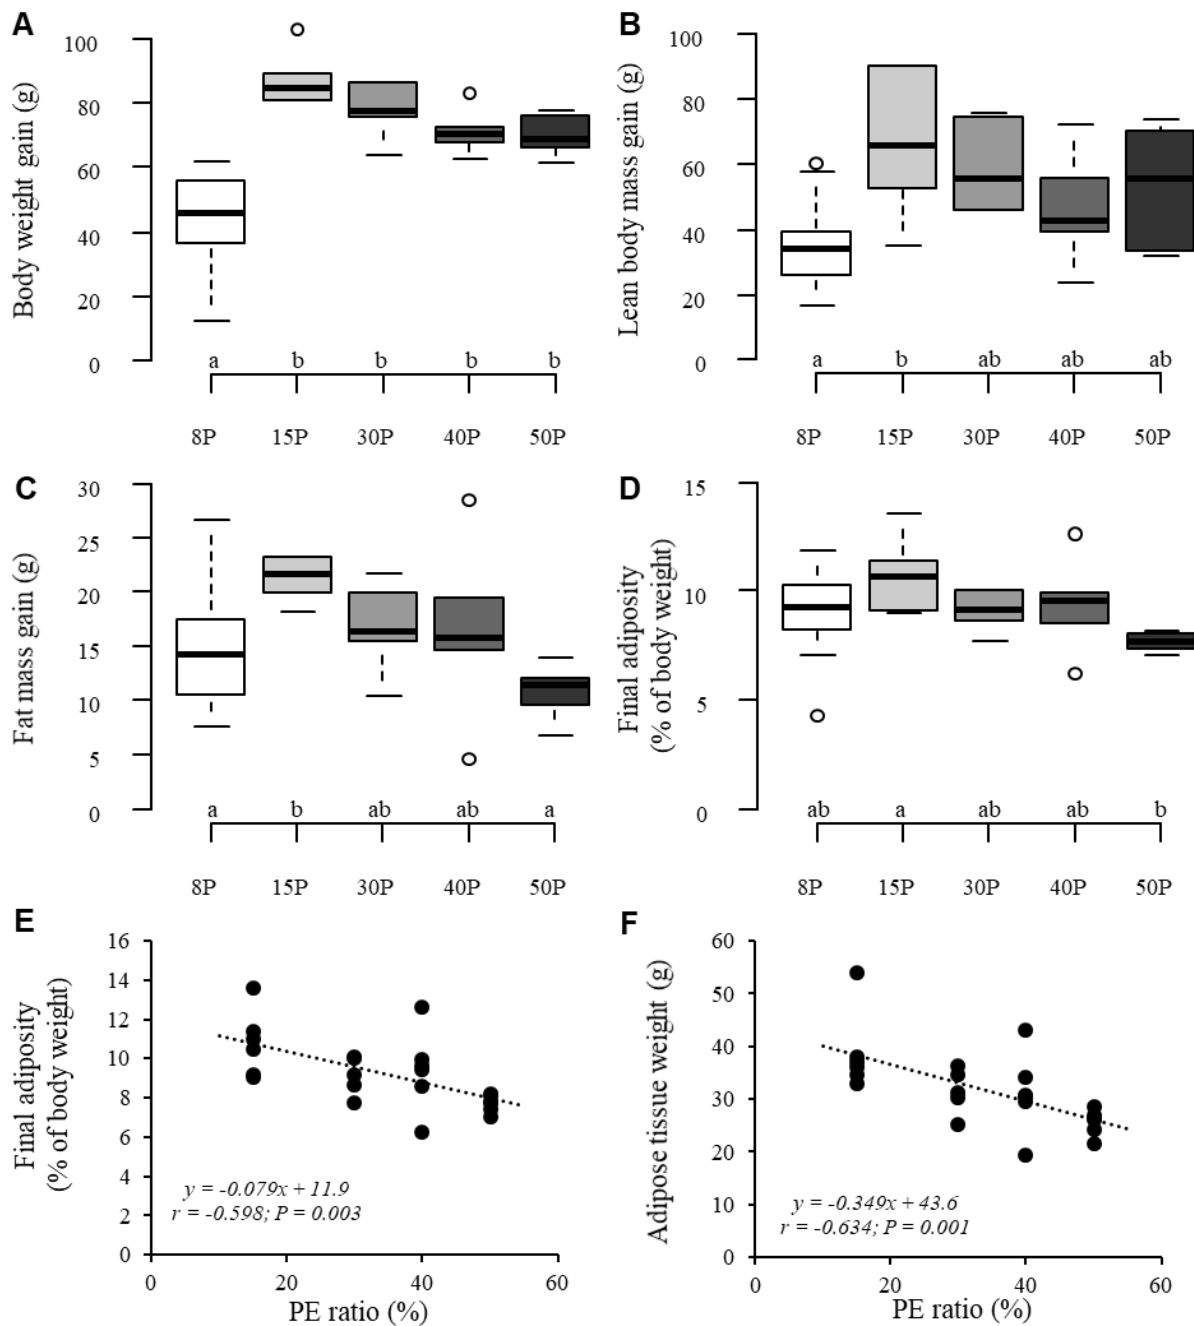 A
Body weight gain (g)
100
80
60
40
20
0
a b b b b
8P 15P 30P 40P 50P
B
Lean body mass gain (g)
100
80
60
40
20
0
a b ab ab ab
8P 15P 30P 40P 50P
C
Fat mass gain (g)
30
25
20
15
10
5
0
a b ab ab a
8P 15P 30P 40P 50P
D
Final adiposity
(% of body weight)
15
10
5
0
ab a ab ab b
8P 15P 30P 40P 50P
E
Final adiposity
(% of body weight)
16
14
12
10
8
6
4
2
0
y = -0.079x + 11.9
r = -0.598; P = 0.003
0 20 40 60
PE ratio (%)
F
Adipose tissue weight (g)
60
50
40
30
20
10
0
y = -0.349x + 43.6
r = -0.634; P = 0.001
0 20 40 60
PE ratio (%)